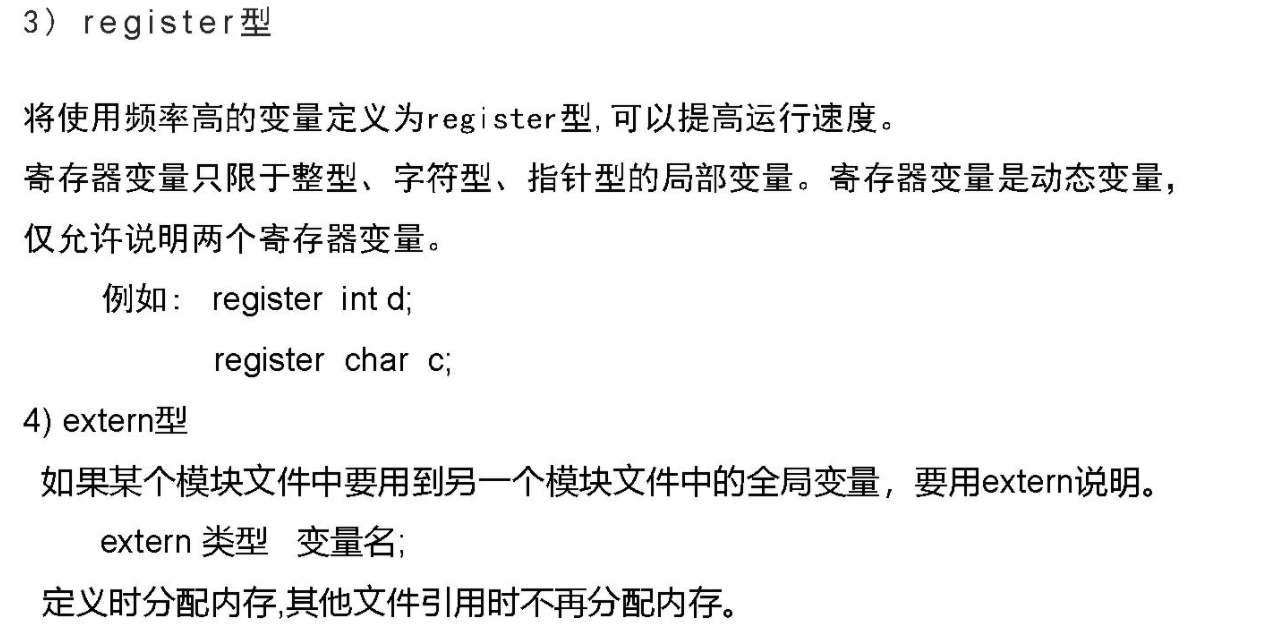 3) register型
将使用频率高的变量定义为register型,可以提高运行速度。
寄存器变量只限于整型、字符型、指针型的局部变量。寄存器变量是动态变量，
仅允许说明两个寄存器变量。
例如: register int d;
register char c;
4) extern型
如果某个模块文件中要用到另一个模块文件中的全局变量，要用extern说明。
extern 类型 变量名;
定义时分配内存,其他文件引用时不再分配内存。